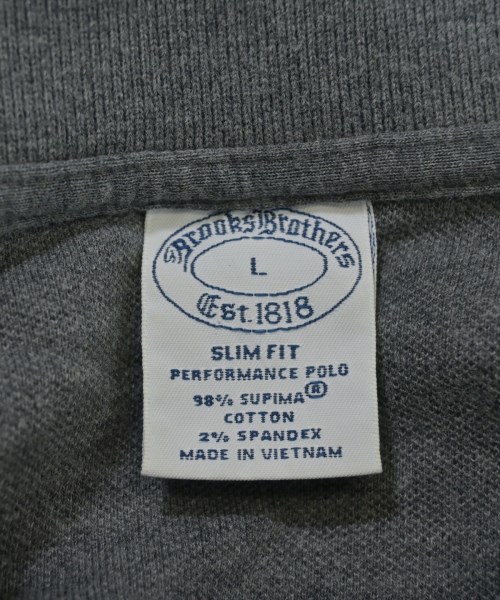 Brooks Brothers
L
Est. 1818
SLIM FIT
PERFORMANCE POLO
98% SUPIMA®
COTTON
2% SPANDEX
MADE IN VIETNAM